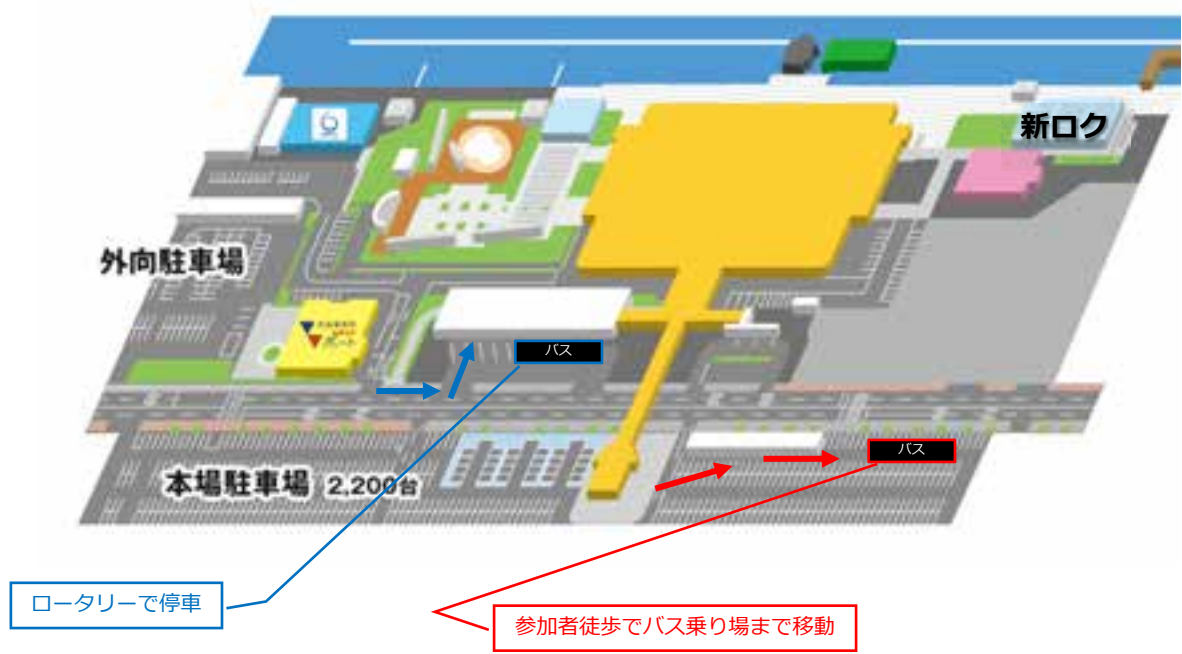 新ロク
外向駐車場
バス
バス
本場駐車場 2,200台
ロータリーで停車
参加者徒歩でバス乗り場まで移動